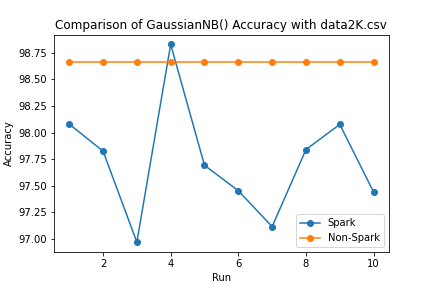 Comparison of GaussianNB() Accuracy with data2K.csv
98.75
98.50
98.25
98.00
97.75
97.50
97.25
97.00
Accuracy
Spark
Non-Spark
2 4 6 8 10
Run